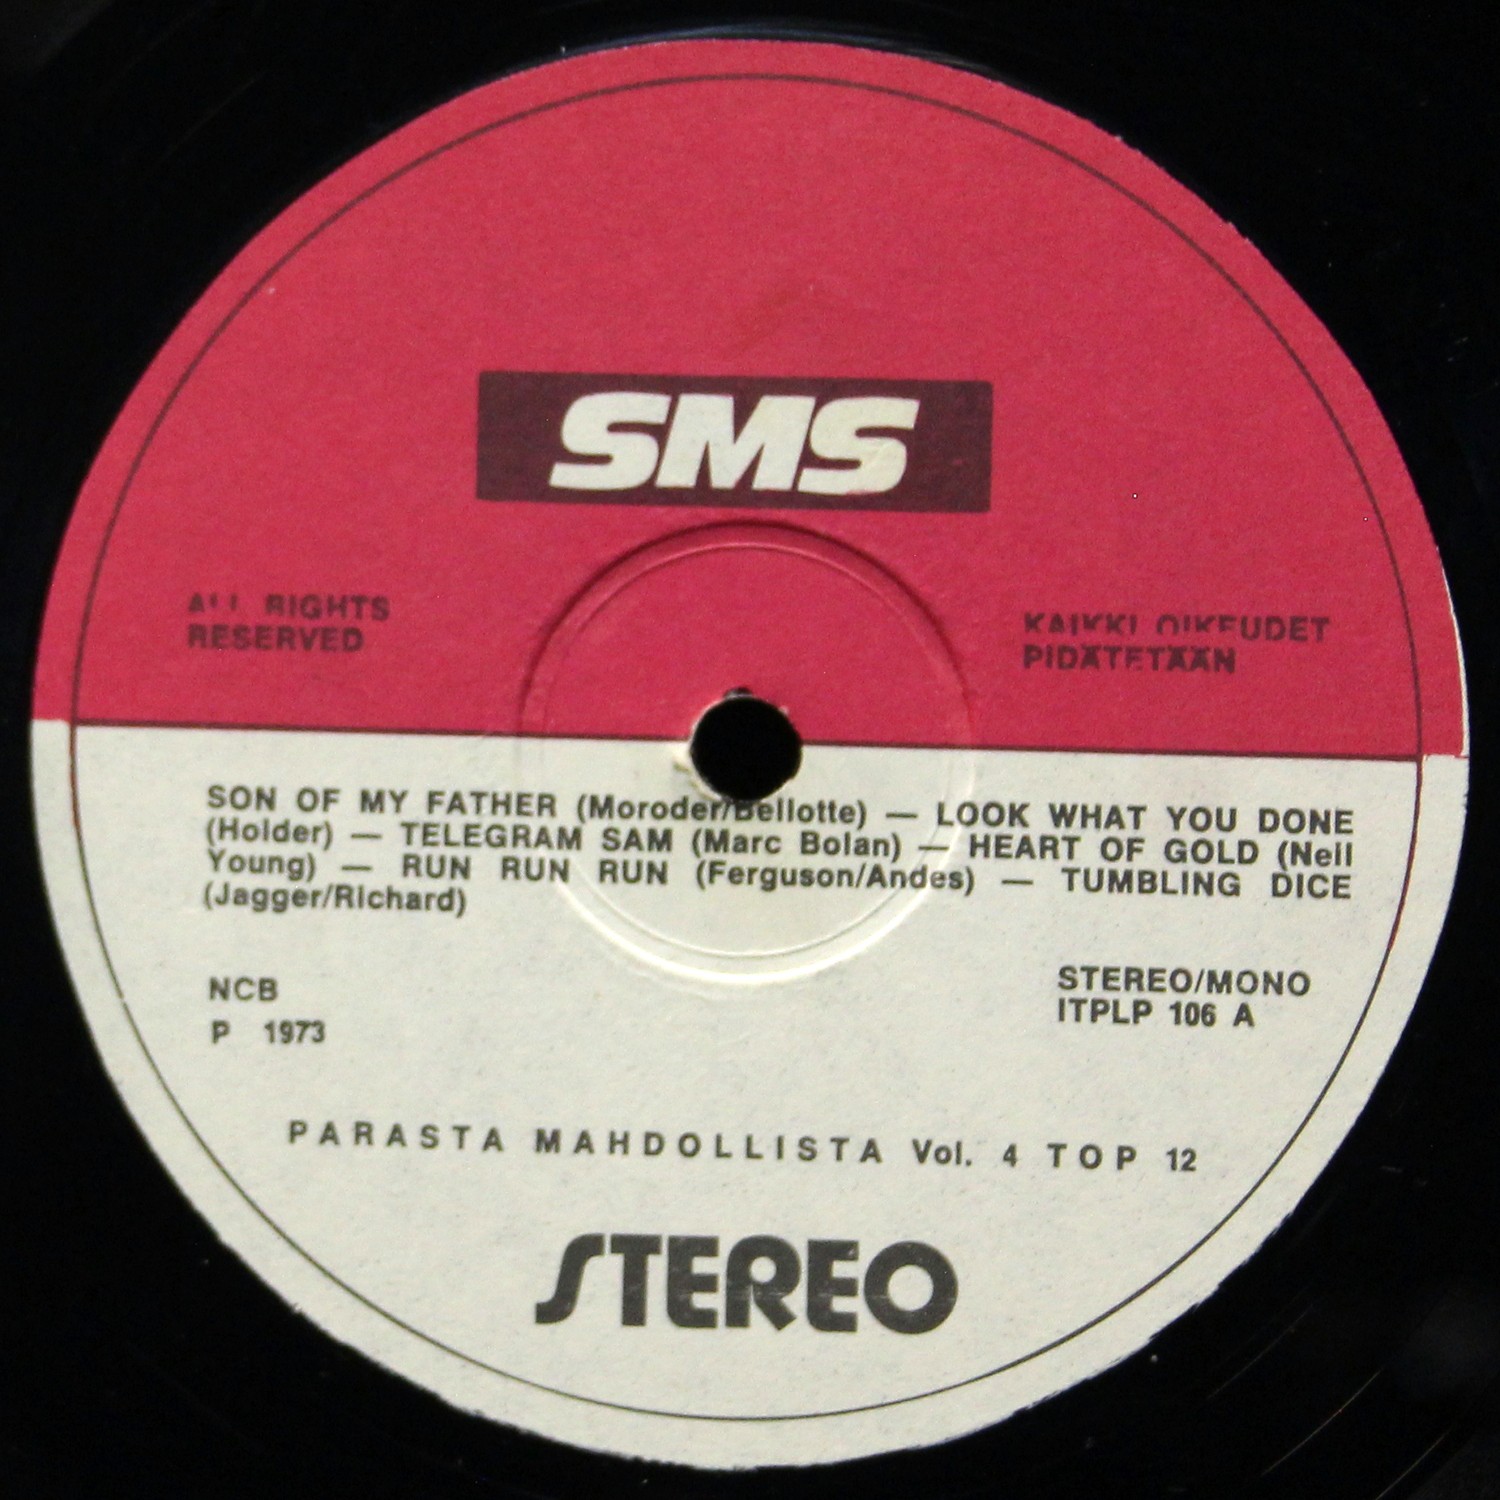 SMS
ALL RIGHTS
RESERVED
KAIKKI OIKEUDET
PIDÄTETÄÄN
SON OF MY FATHER (Moroder/Bellotte) — LOOK WHAT YOU DONE
(Holder) — TELEGRAM SAM (Marc Bolan) — HEART OF GOLD (Neil
Young) — RUN RUN RUN (Ferguson/Andes) — TUMBLING DICE
(Jagger/Richard)
NCB
P 1973
STEREO/MONO
ITPLP 106 A
PARASTA MAHDOLLISTA Vol. 4 TOP 12
STEREO